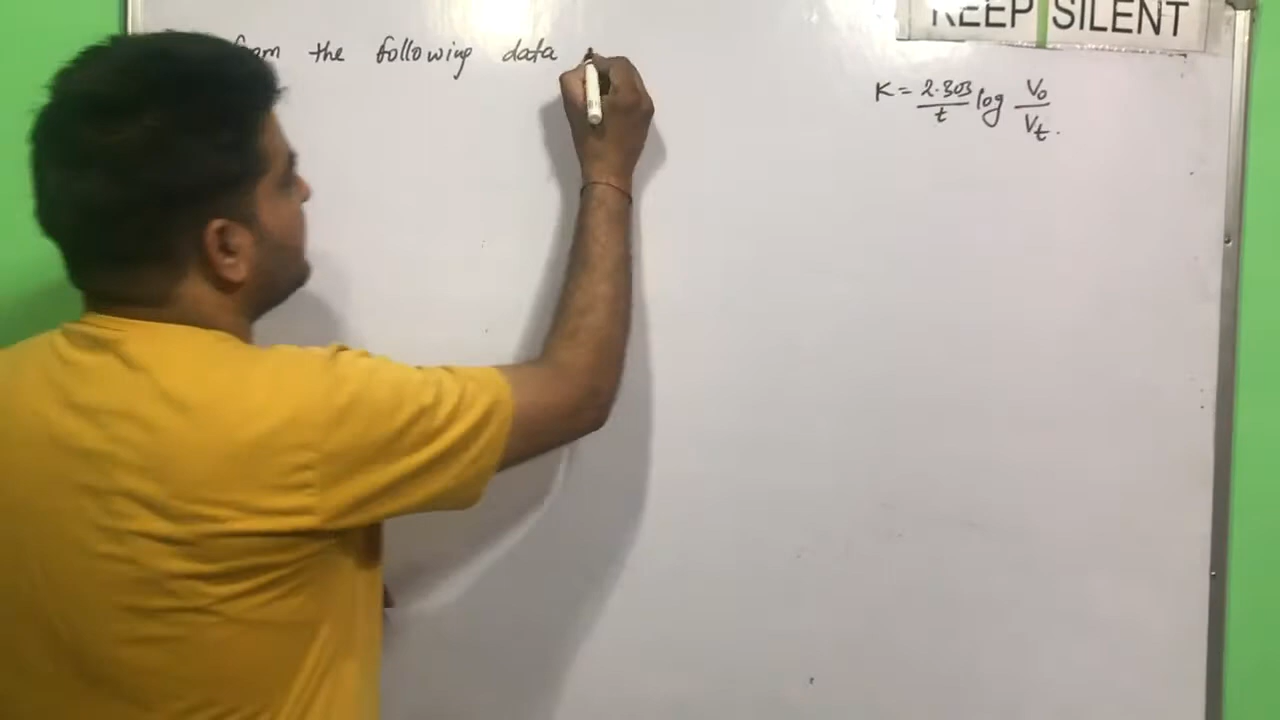 KEEP SILENT
from the following data
K = 2.303/t log V₀/Vₜ.